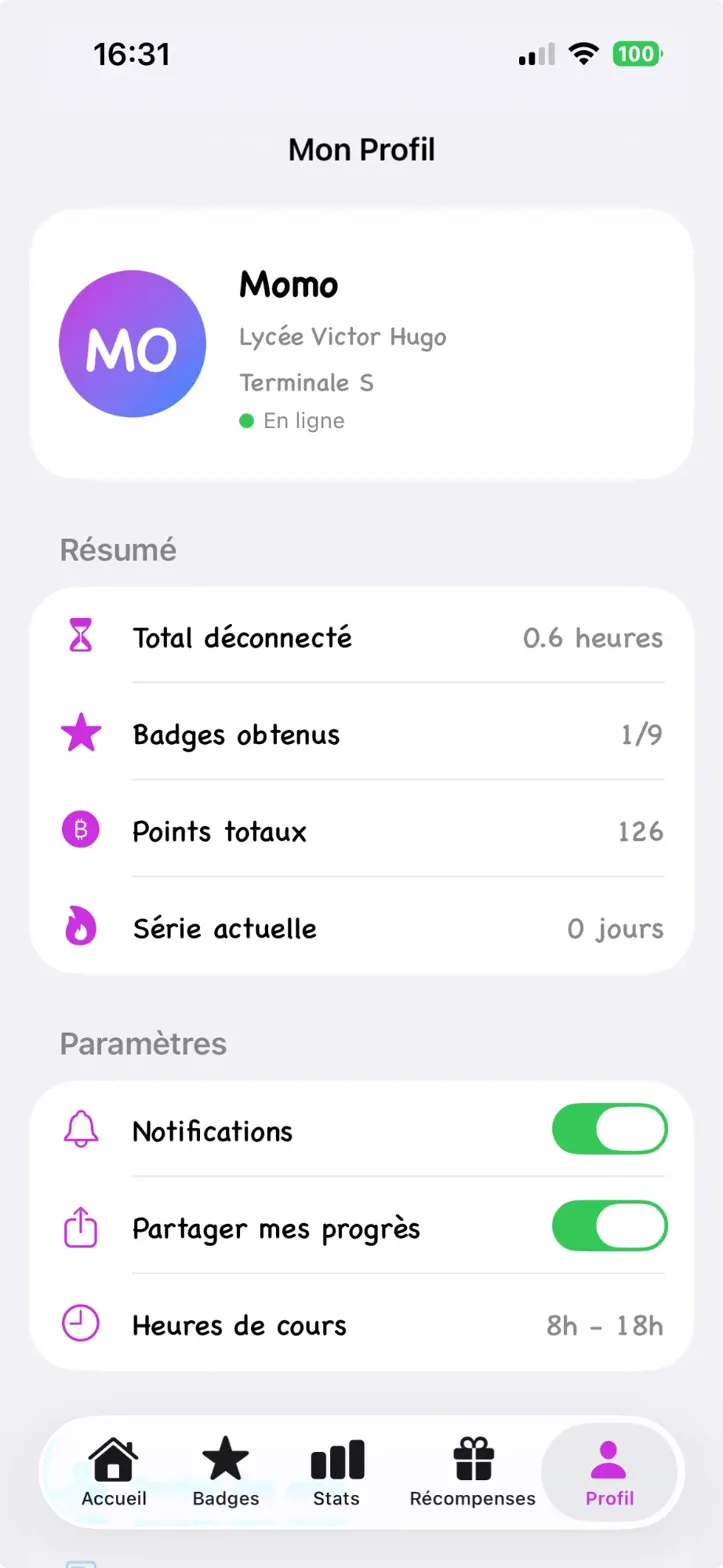 16:31
100
Mon Profil
MO
Momo
Lycée Victor Hugo
Terminale S
En ligne
Résumé
Total déconnecté 0.6 heures
Badges obtenus 1/9
Points totaux 126
Série actuelle 0 jours
Paramètres
Notifications
Partager mes progrès
Heures de cours 8h - 18h
Accueil Badges Stats Récompenses Profil